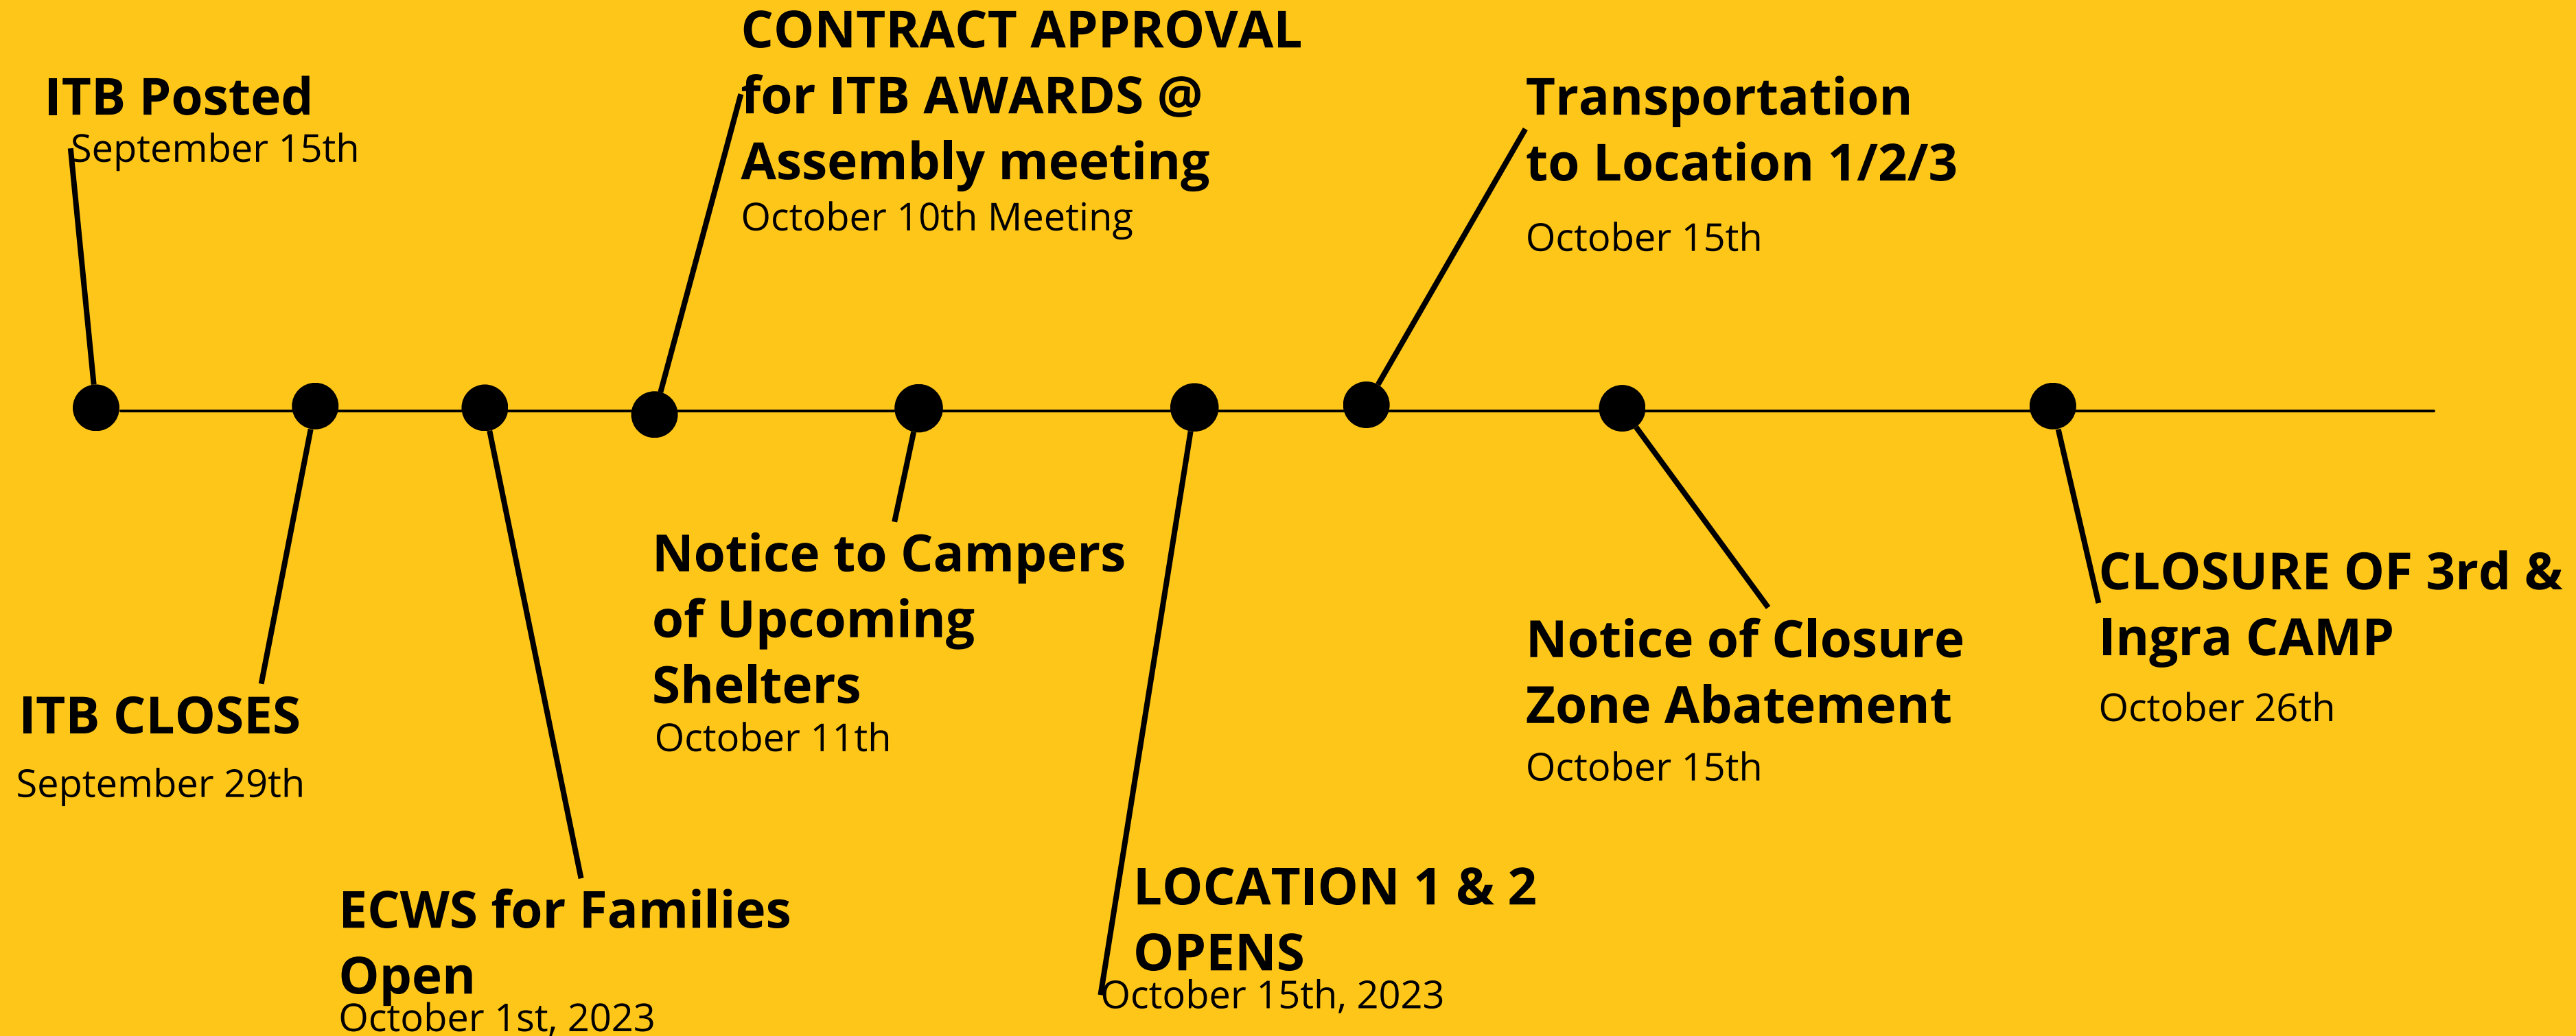 ITB Posted
September 15th
CONTRACT APPROVAL
for ITB AWARDS @
Assembly meeting
October 10th Meeting
Transportation
to Location 1/2/3
October 15th
ITB CLOSES
September 29th
ECWS for Families
Open
October 1st, 2023
Notice to Campers
of Upcoming
Shelters
October 11th
LOCATION 1 & 2
OPENS
October 15th, 2023
Notice of Closure
Zone Abatement
October 15th
CLOSURE OF 3rd &
Ingra CAMP
October 26th